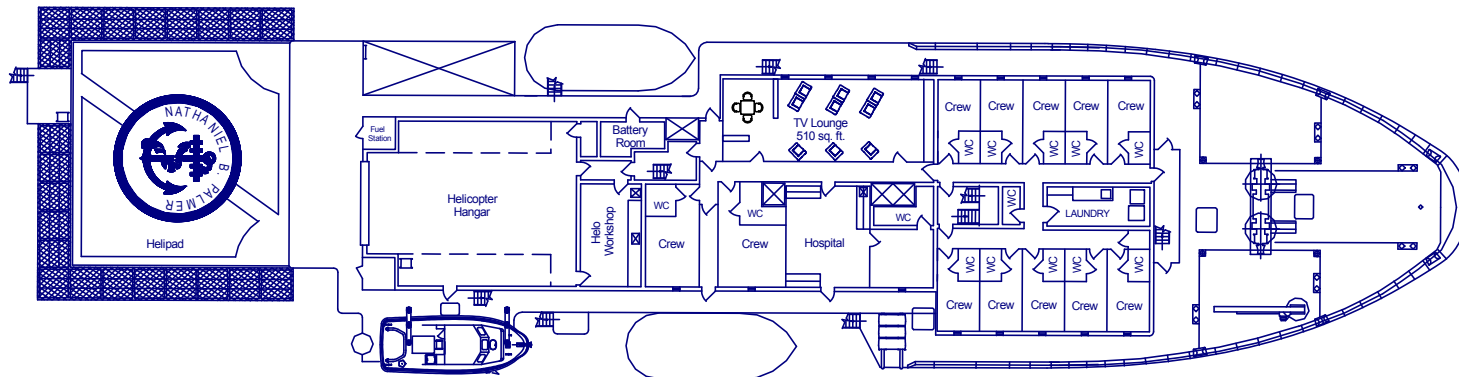 NATHANIEL B. PALMER
Helipad
Fuel
Station
Helicopter
Hangar
Battery
Room
Helo
Workshop
WC
Crew
WC
Crew
Hospital
WC
TV Lounge
510 sq. ft.
Crew
Crew
Crew
Crew
Crew
WC
WC
WC
WC
WC
WC
LAUNDRY
WC
WC
WC
WC
WC
Crew
Crew
Crew
Crew
Crew